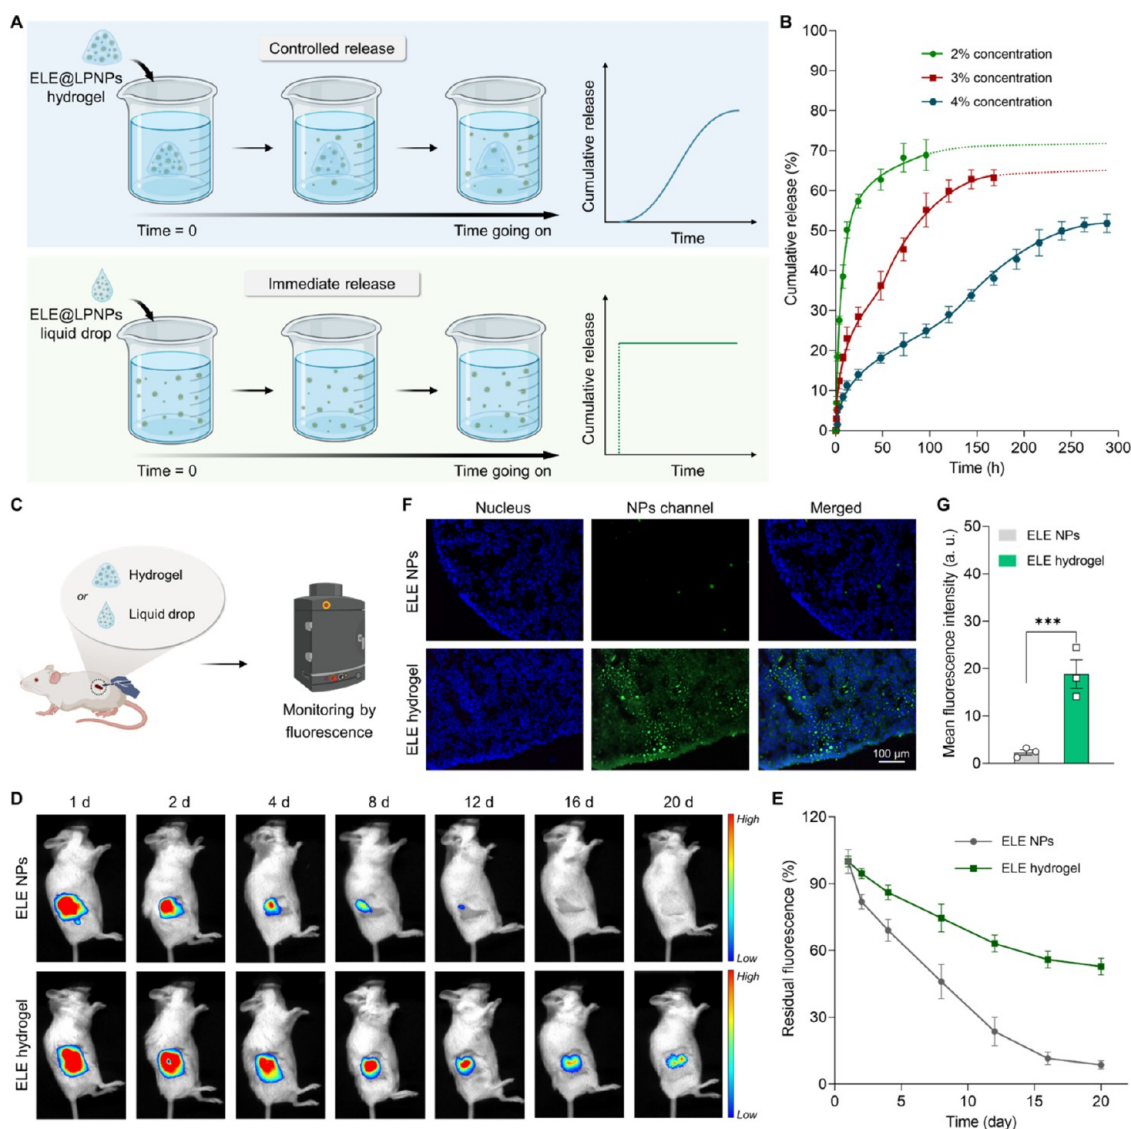 A
ELE@LPNPs
hydrogel
Controlled release
Time = 0
Time going on
Cumulative release
Time
ELE@LPNPs
liquid drop
Immediate release
Time = 0
Time going on
Cumulative release
Time
B
Cumulative release (%)
100
90
80
70
60
50
40
30
20
10
0
2% concentration
3% concentration
4% concentration
0
50
100
150
200
250
300
Time (h)
C
Hydrogel
or
Liquid drop
Monitoring by
fluorescence
F
Nucleus
NPs channel
Merged
ELE NPs
ELE hydrogel
100 μm
G
Mean fluorescence intensity (a. u.)
50
40
30
20
10
0
ELE NPs
ELE hydrogel
***
D
1 d
2 d
4 d
8 d
12 d
16 d
20 d
ELE NPs
High
Low
ELE hydrogel
High
Low
E
Residual fluorescence (%)
120
90
60
30
0
ELE NPs
ELE hydrogel
0
5
10
15
20
Time (day)